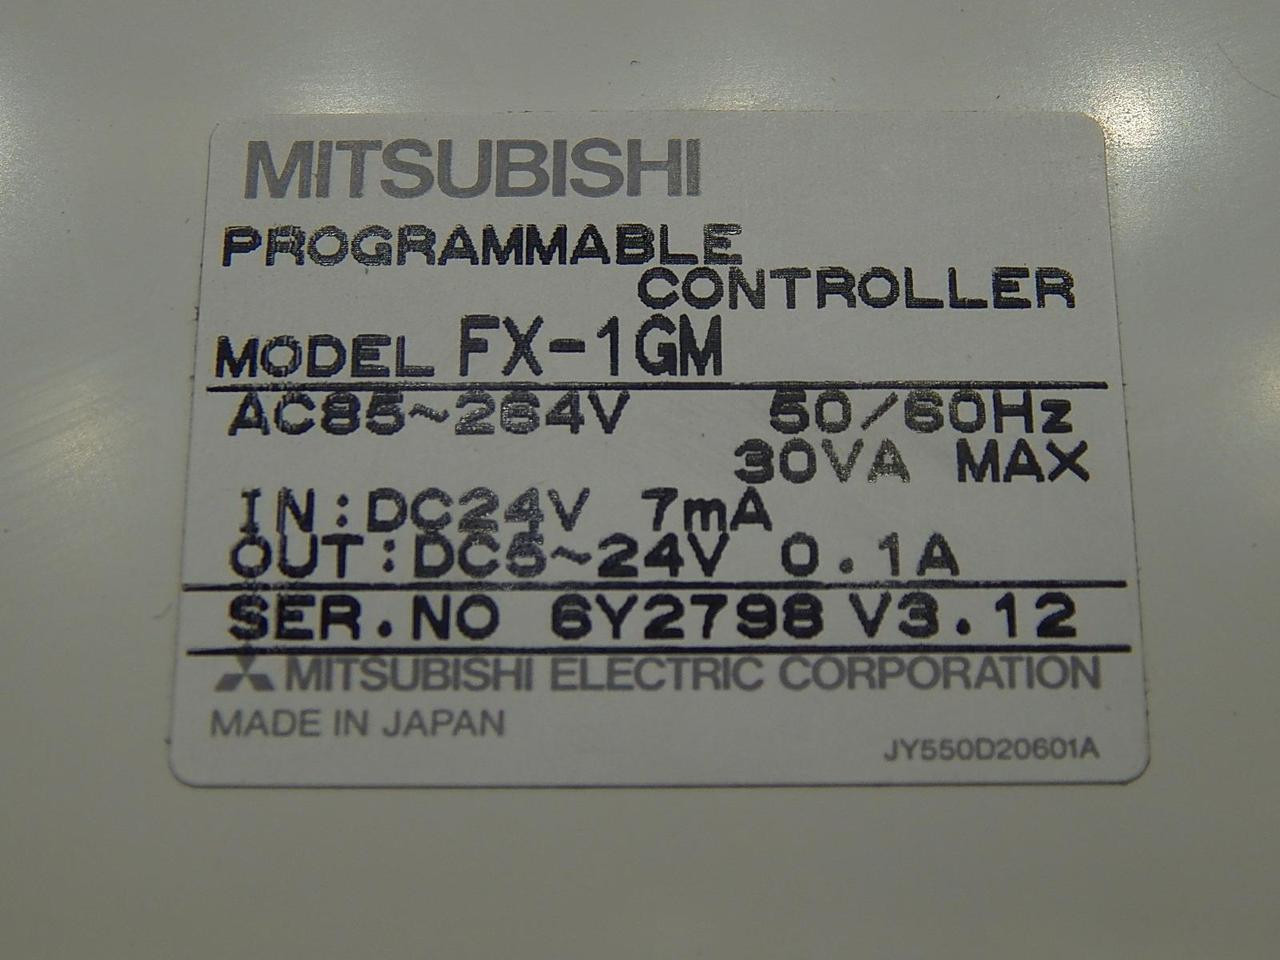 MITSUBISHI
PROGRAMMABLE
CONTROLLER
MODEL FX-1GM
AC85~264V 50/60Hz
30VA MAX
IN:DC24V 7mA
OUT:DC5~24V 0.1A
SER.NO 6Y2798 V3.12
MITSUBISHI ELECTRIC CORPORATION
MADE IN JAPAN
JY550D20601A